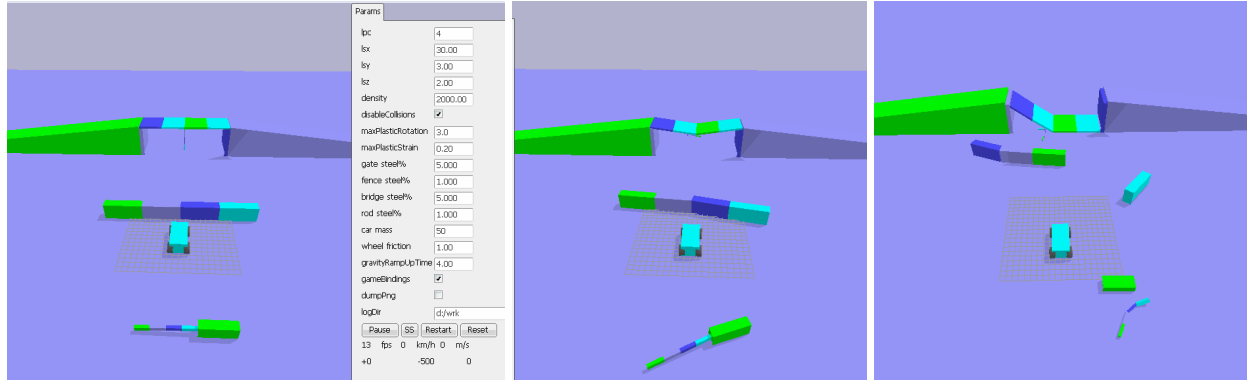 Params
lpc 4
lsx 30.00
lsy 3.00
lsz 2.00
density 2000.00
disableCollisions
maxPlasticRotation 3.0
maxPlasticStrain 0.20
gate steel% 5.000
fence steel% 1.000
bridge steel% 5.000
rod steel% 1.000
car mass 50
wheel friction 1.00
gravityRampUpTime 4.00
gameBindings
dumpPng
logDir d:/wrk
Pause SS Restart Reset
13 fps 0 km/h 0 m/s
+0 -500 0